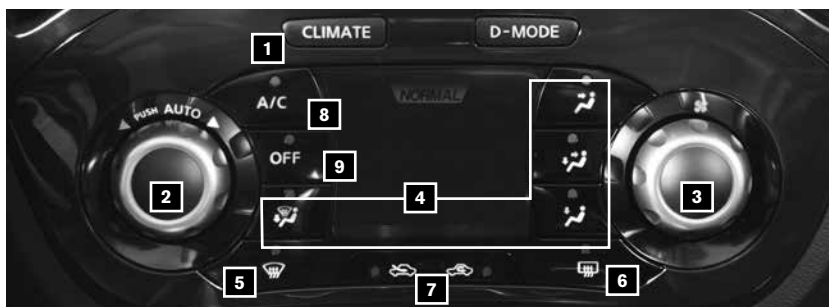 CLIMATE D-MODE
1
A/C 8 NORMAL
PUSH AUTO
OFF 9
2 4 3
5 7 6